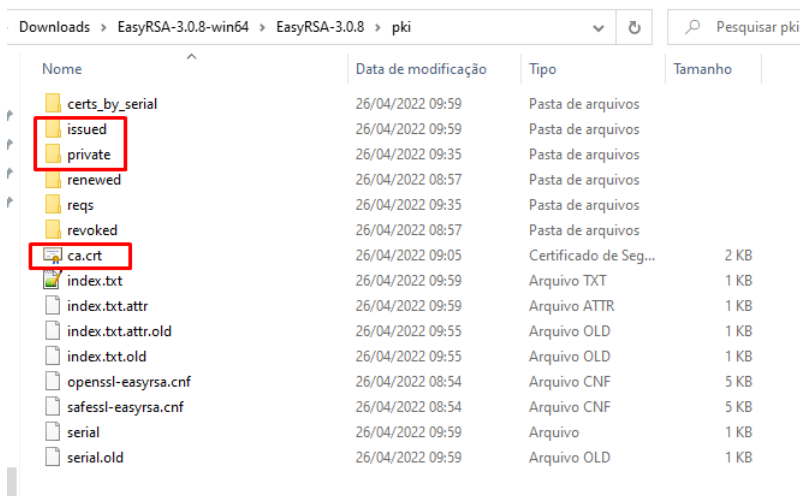 Downloads > EasyRSA-3.0.8-win64 > EasyRSA-3.0.8 > pki Pesquisar pki
Nome Data de modificação Tipo Tamanho
certs_by_serial 26/04/2022 09:59 Pasta de arquivos
issued 26/04/2022 09:59 Pasta de arquivos
private 26/04/2022 09:35 Pasta de arquivos
renewed 26/04/2022 08:57 Pasta de arquivos
reqs 26/04/2022 09:35 Pasta de arquivos
revoked 26/04/2022 08:57 Pasta de arquivos
ca.crt 26/04/2022 09:05 Certificado de Seg... 2 KB
index.txt 26/04/2022 09:59 Arquivo TXT 1 KB
index.txt.attr 26/04/2022 09:59 Arquivo ATTR 1 KB
index.txt.attr.old 26/04/2022 09:55 Arquivo OLD 1 KB
index.txt.old 26/04/2022 09:55 Arquivo OLD 1 KB
openssl-easyrsa.cnf 26/04/2022 08:54 Arquivo CNF 5 KB
safessl-easyrsa.cnf 26/04/2022 08:54 Arquivo CNF 5 KB
serial 26/04/2022 09:59 Arquivo 1 KB
serial.old 26/04/2022 09:59 Arquivo OLD 1 KB